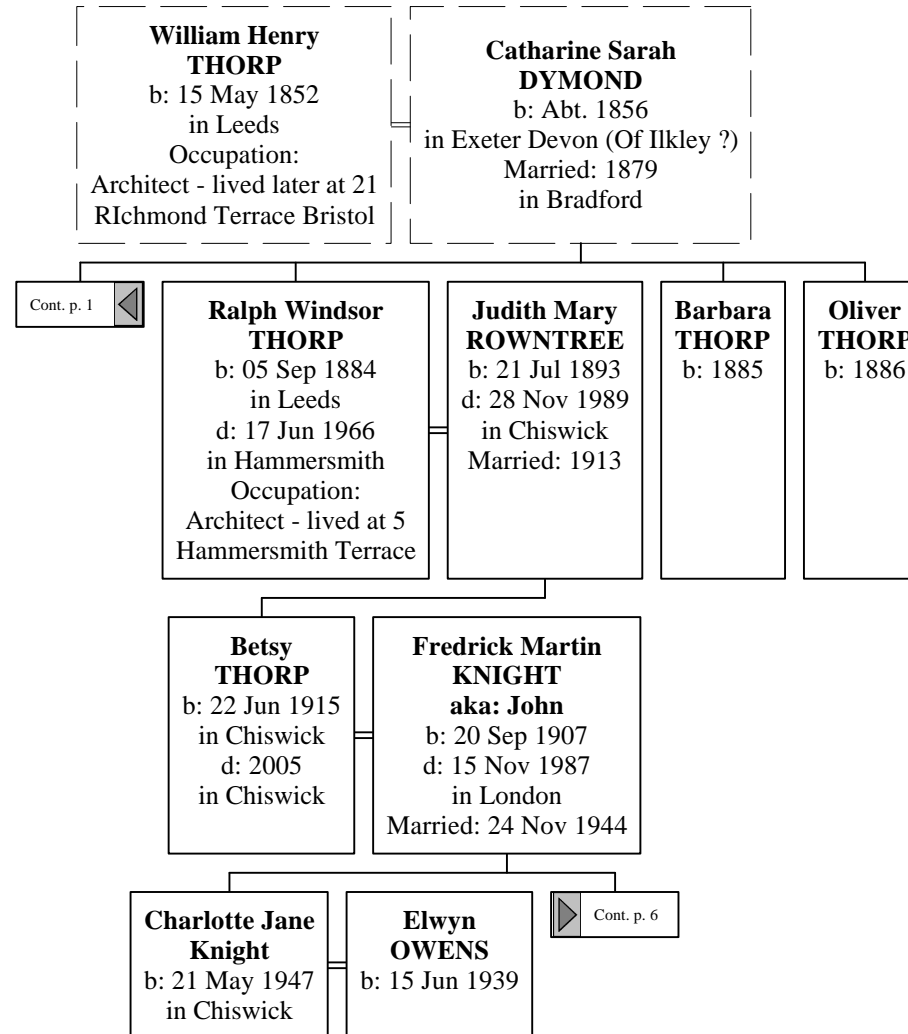 William Henry
THORP
b: 15 May 1852
in Leeds
Occupation:
Architect - lived later at 21
RIchmond Terrace Bristol
Catharine Sarah
DYMOND
b: Abt. 1856
in Exeter Devon (Of Ilkley ?)
Married: 1879
in Bradford
Cont. p. 1
Ralph Windsor
THORP
b: 05 Sep 1884
in Leeds
d: 17 Jun 1966
in Hammersmith
Occupation:
Architect - lived at 5
Hammersmith Terrace
Judith Mary
ROWNTREE
b: 21 Jul 1893
d: 28 Nov 1989
in Chiswick
Married: 1913
Barbara
THORP
b: 1885
Oliver
THORP
b: 1886
Betsy
THORP
b: 22 Jun 1915
in Chiswick
d: 2005
in Chiswick
Fredrick Martin
KNIGHT
aka: John
b: 20 Sep 1907
d: 15 Nov 1987
in London
Married: 24 Nov 1944
Charlotte Jane
Knight
b: 21 May 1947
in Chiswick
Elwyn
OWENS
b: 15 Jun 1939
Cont. p. 6